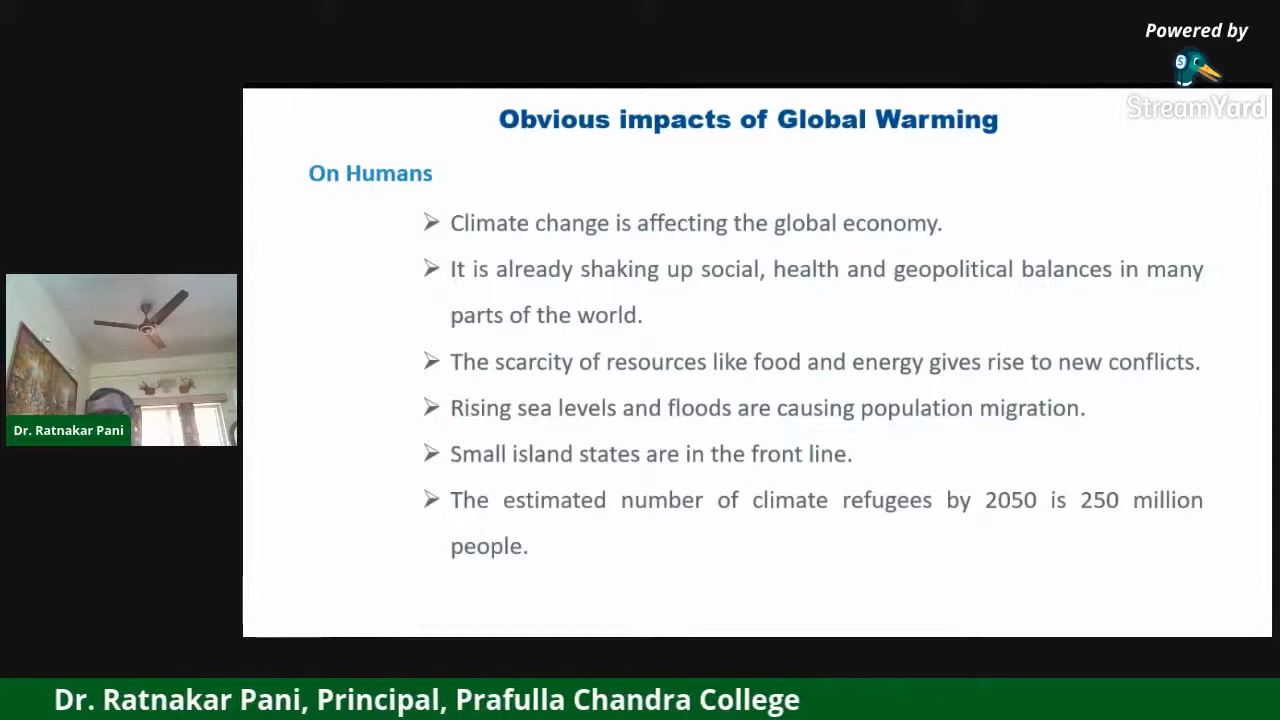 Powered by
StreamYard
Obvious impacts of Global Warming
On Humans
➢ Climate change is affecting the global economy.
➢ It is already shaking up social, health and geopolitical balances in many
parts of the world.
➢ The scarcity of resources like food and energy gives rise to new conflicts.
➢ Rising sea levels and floods are causing population migration.
➢ Small island states are in the front line.
➢ The estimated number of climate refugees by 2050 is 250 million
people.
Dr. Ratnakar Pani
Dr. Ratnakar Pani, Principal, Prafulla Chandra College